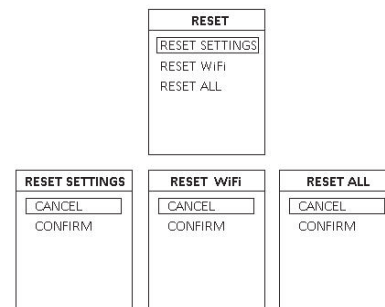 RESET
RESET SETTINGS
RESET WiFi
RESET ALL
RESET SETTINGS
CANCEL
CONFIRM
RESET WiFi
CANCEL
CONFIRM
RESET ALL
CANCEL
CONFIRM